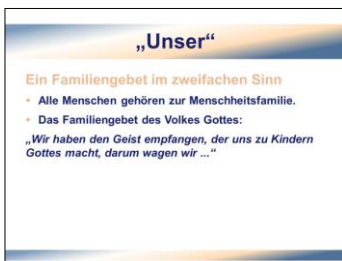 „Unser“
Ein Familiengebet im zweifachen Sinn
• Alle Menschen gehören zur Menschheitsfamilie.
• Das Familiengebet des Volkes Gottes:
„Wir haben den Geist empfangen, der uns zu Kindern
Gottes macht, darum wagen wir ...“